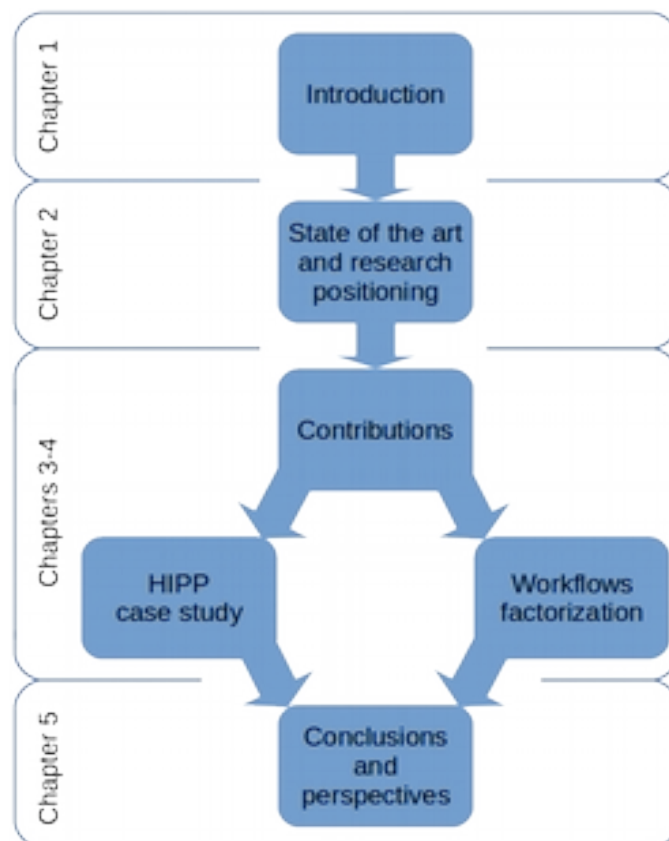 Chapter 1
Introduction
Chapter 2
State of the art
and research
positioning
Chapters 3-4
Contributions
HIPP
case study
Workflows
factorization
Chapter 5
Conclusions
and
perspectives